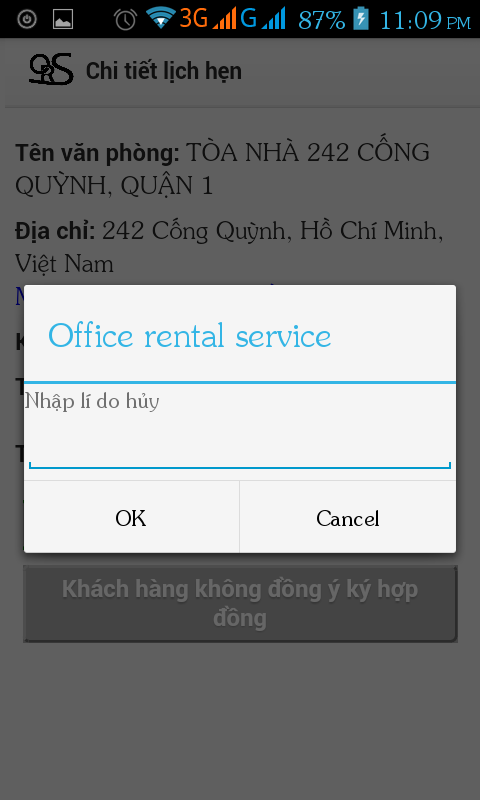 3G G 87% 11:09 PM
ORS Chi tiết lịch hẹn
Tên văn phòng: TÒA NHÀ 242 CỐNG
QUỲNH, QUẬN 1
Địa chỉ: 242 Cống Quỳnh, Hồ Chí Minh,
Việt Nam
Office rental service
Nhập lí do hủy
OK Cancel
Khách hàng không đồng ý ký hợp
đồng